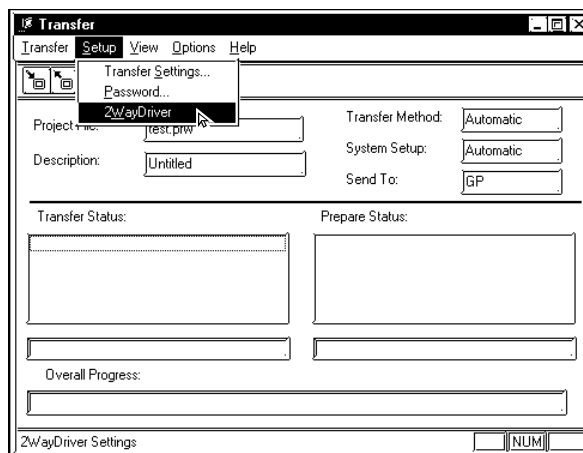 Transfer
Transfer Setup View Options Help
Transfer Settings...
Password...
2WayDriver
Project File: test.prw
Description: Untitled
Transfer Method: Automatic
System Setup: Automatic
Send To: GP
Transfer Status: Prepare Status:
Overall Progress:
2WayDriver Settings NUM